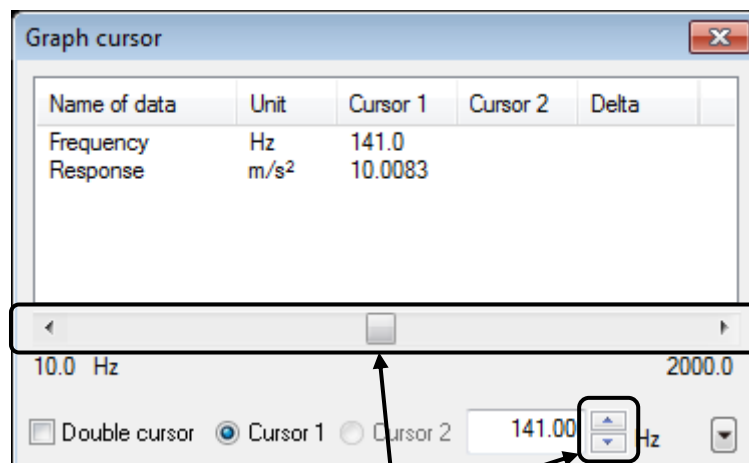 Graph cursor
Name of data Unit Cursor 1 Cursor 2 Delta
Frequency Hz 141.0
Response m/s² 10.0083
10.0 Hz 2000.0
Double cursor Cursor 1 Cursor 2 141.00 Hz